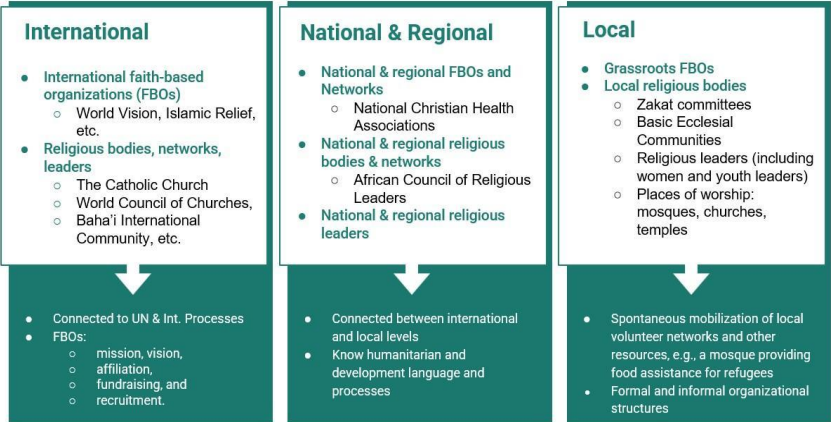 International
● International faith-based
organizations (FBOs)
○ World Vision, Islamic Relief,
etc.
● Religious bodies, networks,
leaders
○ The Catholic Church
○ World Council of Churches,
○ Baha’i International
Community, etc.
● Connected to UN & Int. Processes
● FBOs:
○ mission, vision,
○ affiliation,
○ fundraising, and
○ recruitment.
National & Regional
● National & regional FBOs and
Networks
○ National Christian Health
Associations
● National & regional religious
bodies & networks
○ African Council of Religious
Leaders
● National & regional religious
leaders
● Connected between international
and local levels
● Know humanitarian and
development language and
processes
Local
● Grassroots FBOs
● Local religious bodies
○ Zakat committees
○ Basic Ecclesial
Communities
○ Religious leaders (including
women and youth leaders)
○ Places of worship:
mosques, churches,
temples
● Spontaneous mobilization of local
volunteer networks and other
resources, e.g., a mosque providing
food assistance for refugees
● Formal and informal organizational
structures